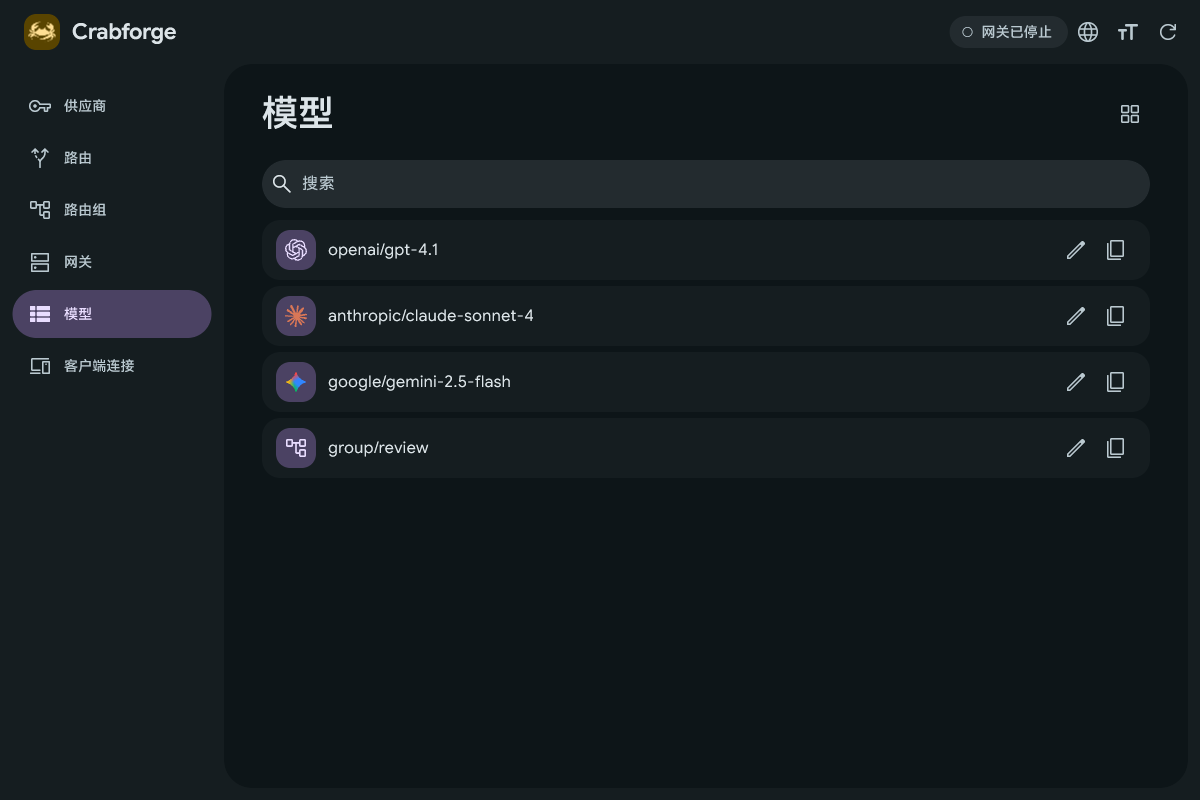 Crabforge
网关已停止
供应商
路由
路由组
网关
模型
客户端连接
模型
搜索
openai/gpt-4.1
anthropic/claude-sonnet-4
google/gemini-2.5-flash
group/review